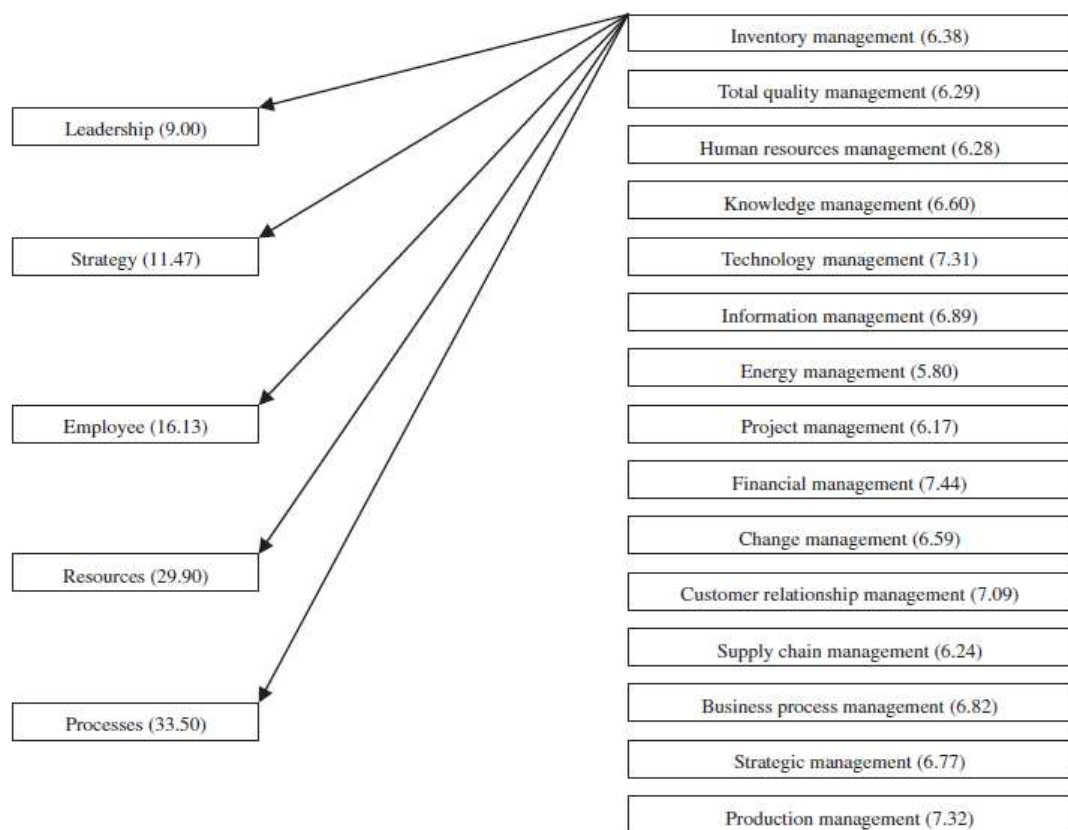 Inventory management (6.38)
Total quality management (6.29)
Leadership (9.00)
Human resources management (6.28)
Knowledge management (6.60)
Strategy (11.47)
Technology management (7.31)
Information management (6.89)
Energy management (5.80)
Employee (16.13)
Project management (6.17)
Financial management (7.44)
Change management (6.59)
Resources (29.90)
Customer relationship management (7.09)
Supply chain management (6.24)
Business process management (6.82)
Processes (33.50)
Strategic management (6.77)
Production management (7.32)